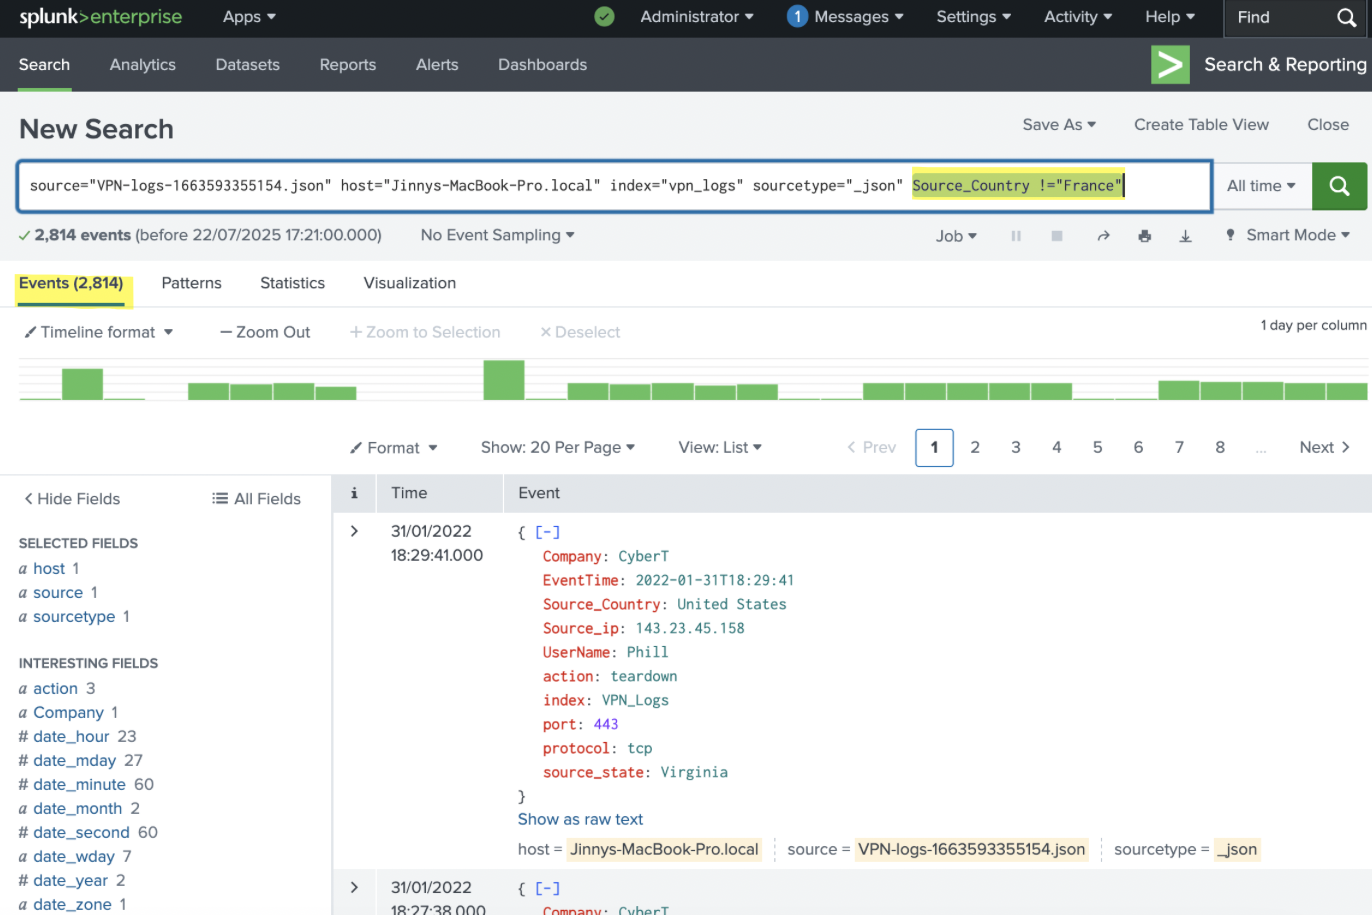 splunk>enterprise Apps Administrator 1 Messages Settings Activity Help Find
Search Analytics Datasets Reports Alerts Dashboards Search & Reporting
New Search Save As Create Table View Close
source="VPN-logs-1663593355154.json" host="Jinnys-MacBook-Pro.local" index="vpn_logs" sourcetype="_json" Source_Country !="France" All time
2,814 events (before 22/07/2025 17:21:00.000) No Event Sampling Job Smart Mode
Events (2,814) Patterns Statistics Visualization
Timeline format — Zoom Out + Zoom to Selection × Deselect 1 day per column
Format Show: 20 Per Page View: List < Prev 1 2 3 4 5 6 7 8 ... Next >
< Hide Fields All Fields
SELECTED FIELDS
a host 1
a source 1
a sourcetype 1
INTERESTING FIELDS
a action 3
a Company 1
# date_hour 23
# date_mday 27
# date_minute 60
a date_month 2
# date_second 60
a date_wday 7
# date_year 2
a date_zone 1
i Time Event
> 31/01/2022 18:29:41.000
{ [-]
Company: CyberT
EventTime: 2022-01-31T18:29:41
Source_Country: United States
Source_ip: 143.23.45.158
UserName: Phill
action: teardown
index: VPN_Logs
port: 443
protocol: tcp
source_state: Virginia
}
Show as raw text
host = Jinnys-MacBook-Pro.local source = VPN-logs-1663593355154.json sourcetype = _json
> 31/01/2022 18:27:38.000
{ [-]
Company: CyberT